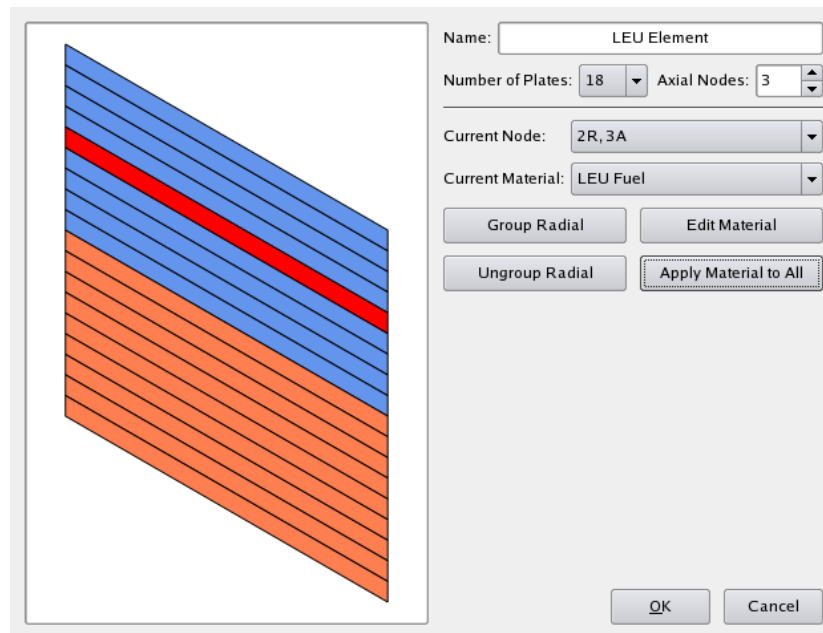 Name: LEU Element
Number of Plates: 18 Axial Nodes: 3
Current Node: 2R, 3A
Current Material: LEU Fuel
Group Radial Edit Material
Ungroup Radial Apply Material to All
OK Cancel